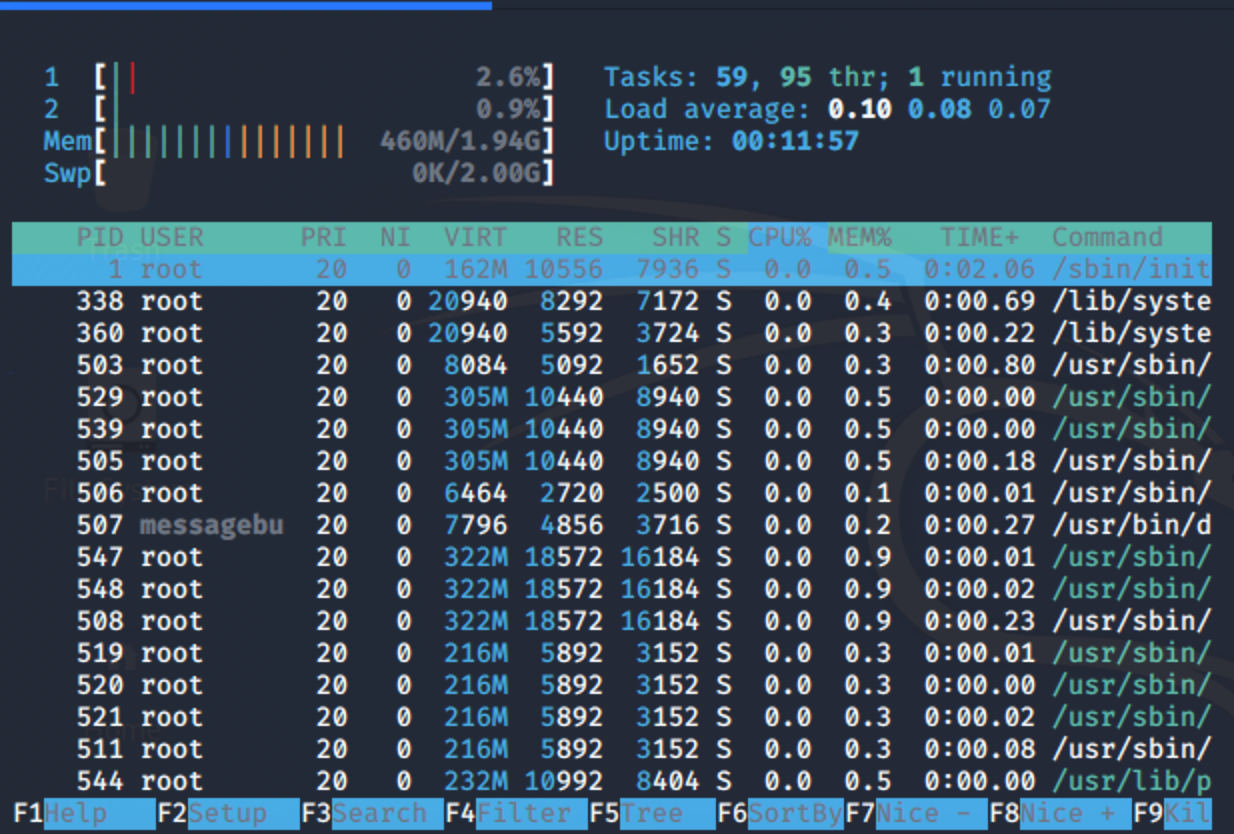 1 [|| 2.6%] Tasks: 59, 95 thr; 1 running
2 [| 0.9%] Load average: 0.10 0.08 0.07
Mem[||||||||||||||| 460M/1.94G] Uptime: 00:11:57
Swp[ 0K/2.00G]
PID USER PRI NI VIRT RES SHR S CPU% MEM% TIME+ Command
1 root 20 0 162M 10556 7936 S 0.0 0.5 0:02.06 /sbin/init
338 root 20 0 20940 8292 7172 S 0.0 0.4 0:00.69 /lib/syste
360 root 20 0 20940 5592 3724 S 0.0 0.3 0:00.22 /lib/syste
503 root 20 0 8084 5092 1652 S 0.0 0.3 0:00.80 /usr/sbin/
529 root 20 0 305M 10440 8940 S 0.0 0.5 0:00.00 /usr/sbin/
539 root 20 0 305M 10440 8940 S 0.0 0.5 0:00.00 /usr/sbin/
505 root 20 0 305M 10440 8940 S 0.0 0.5 0:00.18 /usr/sbin/
506 root 20 0 6464 2720 2500 S 0.0 0.1 0:00.01 /usr/sbin/
507 messagebu 20 0 7796 4856 3716 S 0.0 0.2 0:00.27 /usr/bin/d
547 root 20 0 322M 18572 16184 S 0.0 0.9 0:00.01 /usr/sbin/
548 root 20 0 322M 18572 16184 S 0.0 0.9 0:00.02 /usr/sbin/
508 root 20 0 322M 18572 16184 S 0.0 0.9 0:00.23 /usr/sbin/
519 root 20 0 216M 5892 3152 S 0.0 0.3 0:00.01 /usr/sbin/
520 root 20 0 216M 5892 3152 S 0.0 0.3 0:00.00 /usr/sbin/
521 root 20 0 216M 5892 3152 S 0.0 0.3 0:00.02 /usr/sbin/
511 root 20 0 216M 5892 3152 S 0.0 0.3 0:00.08 /usr/sbin/
544 root 20 0 232M 10992 8404 S 0.0 0.5 0:00.00 /usr/lib/p
F1Help F2Setup F3Search F4Filter F5Tree F6SortBy F7Nice - F8Nice + F9Kil